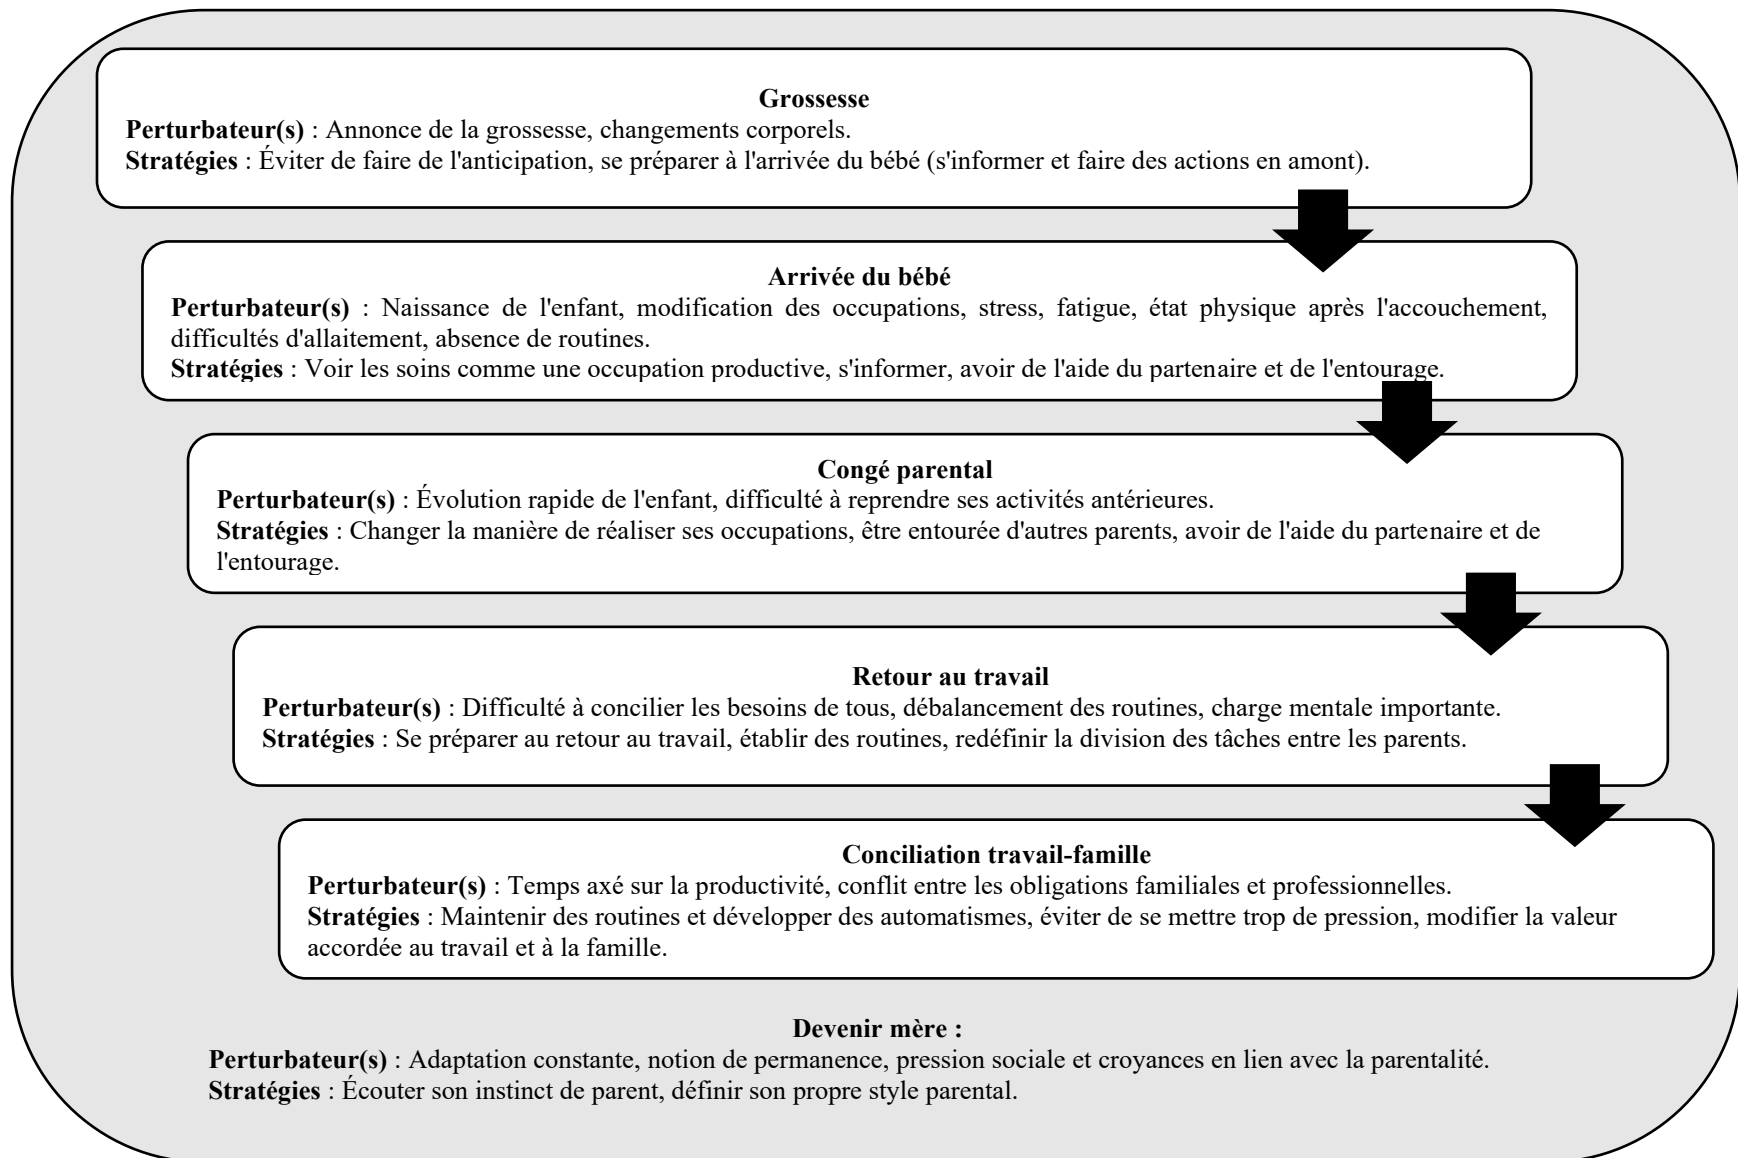 Grossesse
Perturbateur(s) : Annonce de la grossesse, changements corporels.
Stratégies : Éviter de faire de l'anticipation, se préparer à l'arrivée du bébé (s'informer et faire des actions en amont).
Arrivée du bébé
Perturbateur(s) : Naissance de l'enfant, modification des occupations, stress, fatigue, état physique après l'accouchement,
difficultés d'allaitement, absence de routines.
Stratégies : Voir les soins comme une occupation productive, s'informer, avoir de l'aide du partenaire et de l'entourage.
Congé parental
Perturbateur(s) : Évolution rapide de l'enfant, difficulté à reprendre ses activités antérieures.
Stratégies : Changer la manière de réaliser ses occupations, être entourée d'autres parents, avoir de l'aide du partenaire et de
l'entourage.
Retour au travail
Perturbateur(s) : Difficulté à concilier les besoins de tous, débalancement des routines, charge mentale importante.
Stratégies : Se préparer au retour au travail, établir des routines, redéfinir la division des tâches entre les parents.
Conciliation travail-famille
Perturbateur(s) : Temps axé sur la productivité, conflit entre les obligations familiales et professionnelles.
Stratégies : Maintenir des routines et développer des automatismes, éviter de se mettre trop de pression, modifier la valeur
accordée au travail et à la famille.
Devenir mère :
Perturbateur(s) : Adaptation constante, notion de permanence, pression sociale et croyances en lien avec la parentalité.
Stratégies : Écouter son instinct de parent, définir son propre style parental.